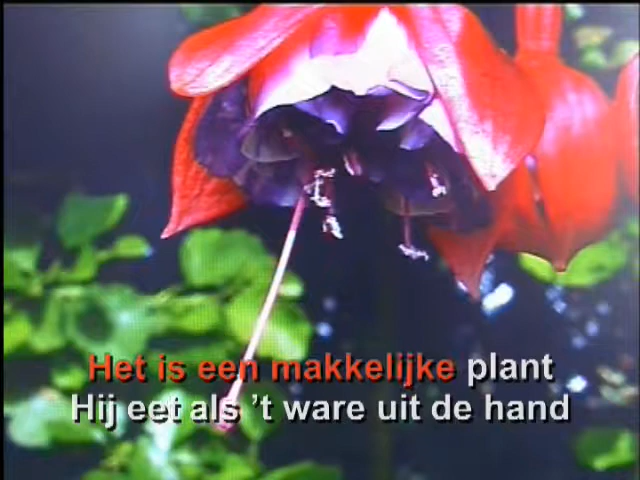 Het is een makkelijke plant
Hij eet als 't ware uit de hand